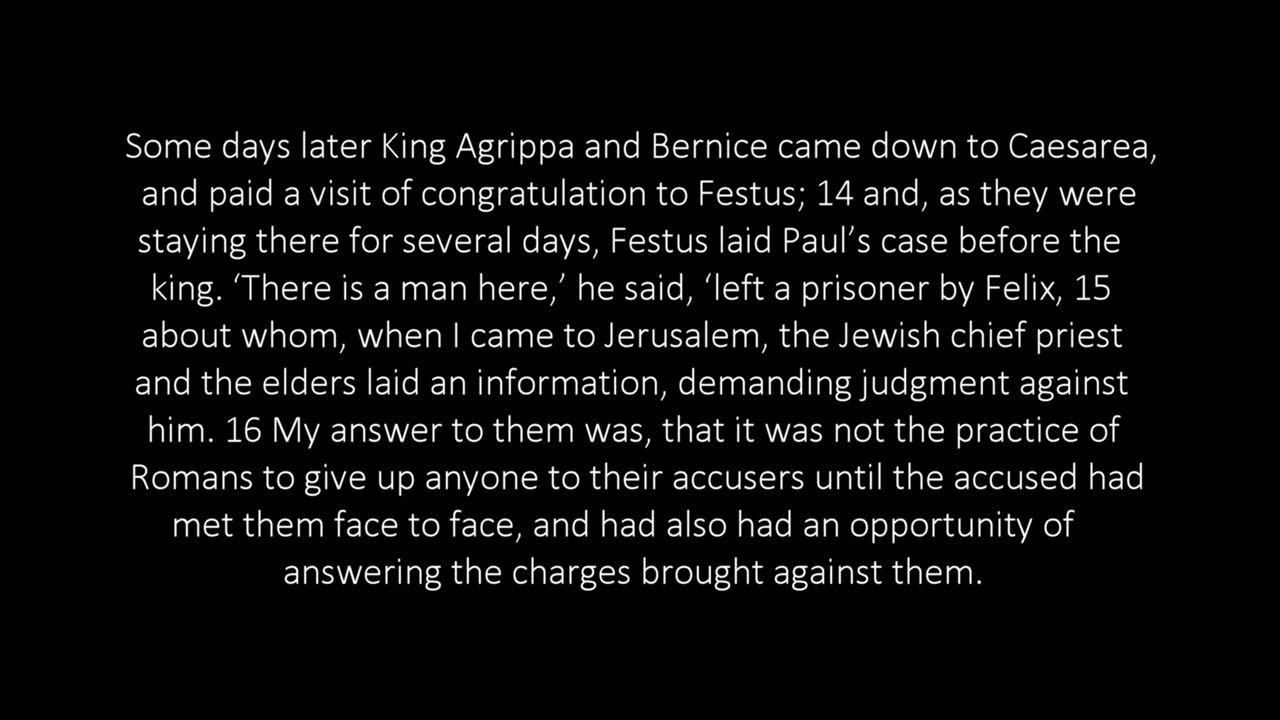 Some days later King Agrippa and Bernice came down to Caesarea,
and paid a visit of congratulation to Festus; 14 and, as they were
staying there for several days, Festus laid Paul’s case before the
king. ‘There is a man here,’ he said, ‘left a prisoner by Felix, 15
about whom, when I came to Jerusalem, the Jewish chief priest
and the elders laid an information, demanding judgment against
him. 16 My answer to them was, that it was not the practice of
Romans to give up anyone to their accusers until the accused had
met them face to face, and had also had an opportunity of
answering the charges brought against them.